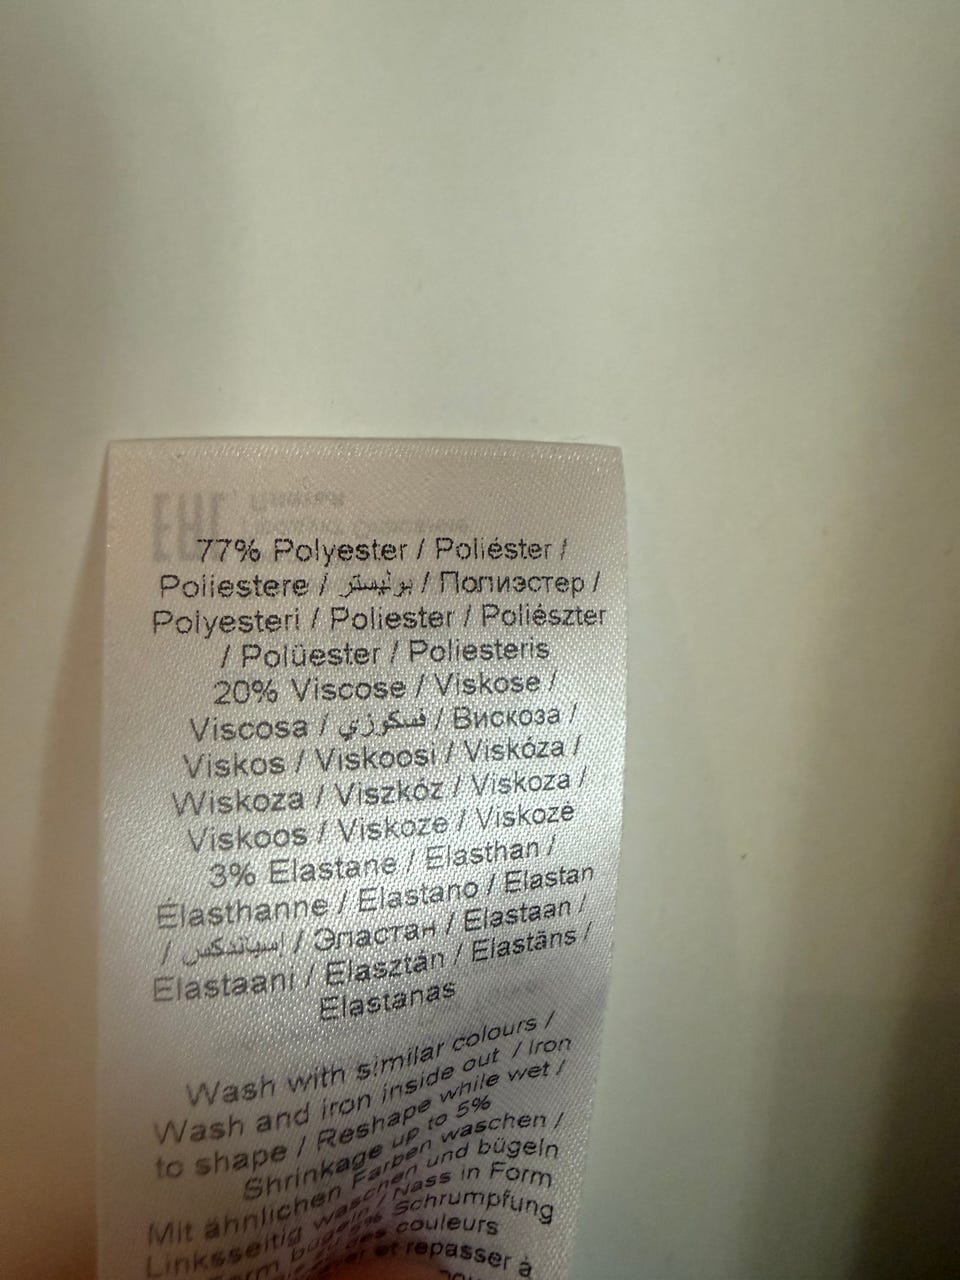 77% Polyester / Poliéster /
Poliestere / بوليستر / Полиэстер /
Polyesteri / Poliester / Poliészter
/ Polüester / Poliesteris
20% Viscose / Viskose /
Viscosa / فسكوزي / Вискоза /
Viskos / Viskoosi / Viskóza /
Wiskoza / Viszkóz / Viskoza /
Viskoos / Viskoze / Viskoze
3% Elastane / Elasthan /
Élasthanne / Elastano / Elastan
/ اسباندكس / Эластан / Elastaan /
Elastaani / Elasztán / Elastāns /
Elastanas
Wash with similar colours /
Wash and iron inside out / Iron
to shape / Reshape while wet /
Shrinkage up to 5%
Mit ähnlichen Farben waschen /
Linksseitig waschen und bügeln
/ Nass in Form
Schrumpfung
couleurs
et repasser à